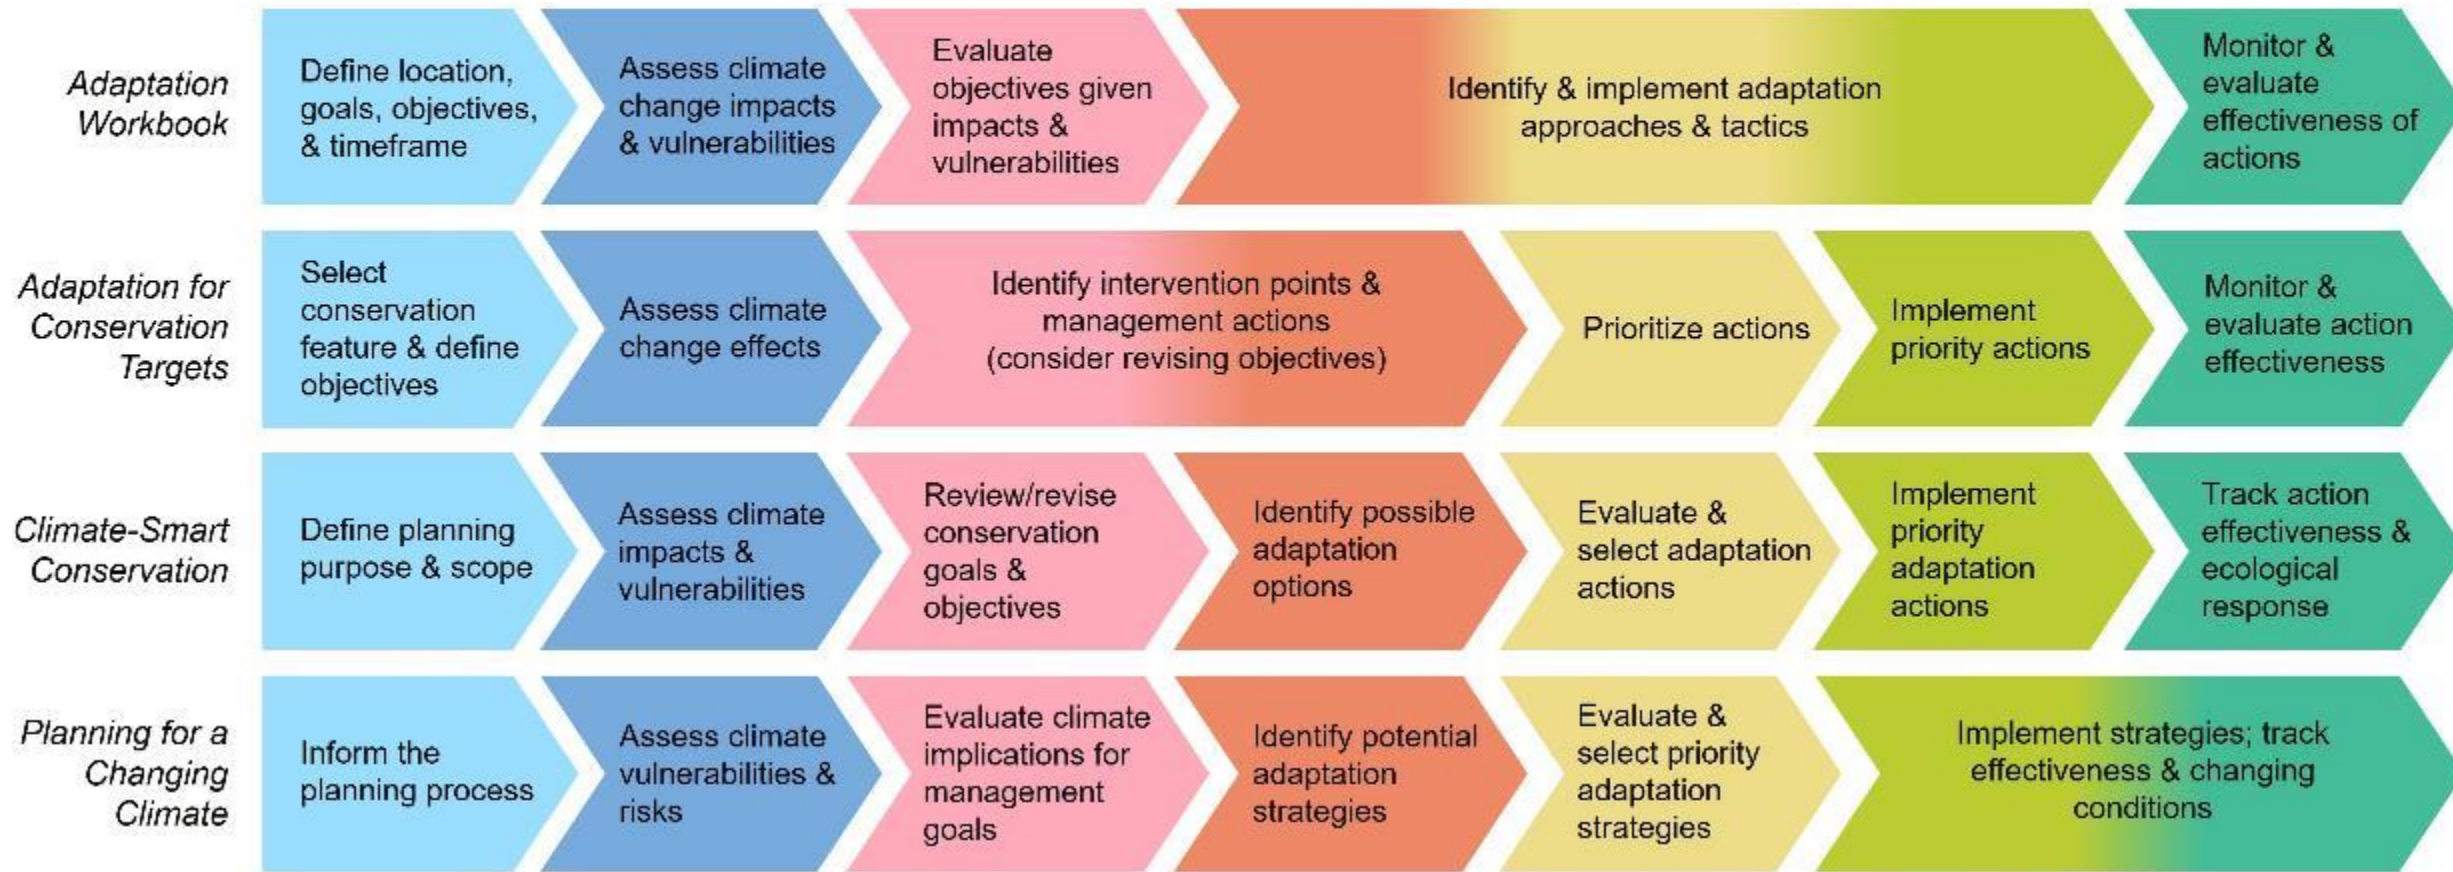 Adaptation
Workbook
Define location,
goals, objectives,
& timeframe
Assess climate
change impacts
& vulnerabilities
Evaluate
objectives given
impacts &
vulnerabilities
Identify & implement adaptation
approaches & tactics
Monitor &
evaluate
effectiveness of
actions
Adaptation for
Conservation
Targets
Select
conservation
feature & define
objectives
Assess climate
change effects
Identify intervention points &
management actions
(consider revising objectives)
Prioritize actions
Implement
priority actions
Monitor &
evaluate action
effectiveness
Climate-Smart
Conservation
Define planning
purpose & scope
Assess climate
impacts &
vulnerabilities
Review/revise
conservation
goals &
objectives
Identify possible
adaptation
options
Evaluate &
select adaptation
actions
Implement
priority
adaptation
actions
Track action
effectiveness &
ecological
response
Planning for a
Changing
Climate
Inform the
planning process
Assess climate
vulnerabilities &
risks
Evaluate climate
implications for
management
goals
Identify potential
adaptation
strategies
Evaluate &
select priority
adaptation
strategies
Implement strategies; track
effectiveness & changing
conditions